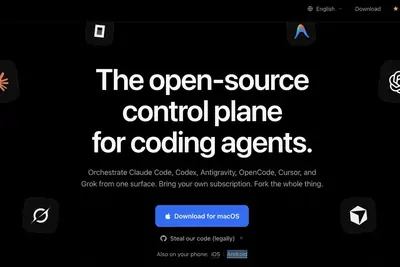 English
Download
The open-source
control plane
for coding agents.
Orchestrate Claude Code, Codex, Antigravity, OpenCode, Cursor, and
Grok from one surface. Bring your own subscription. Fork the whole thing.
Download for macOS
Steal our code (legally)
Also on your phone: iOS Android